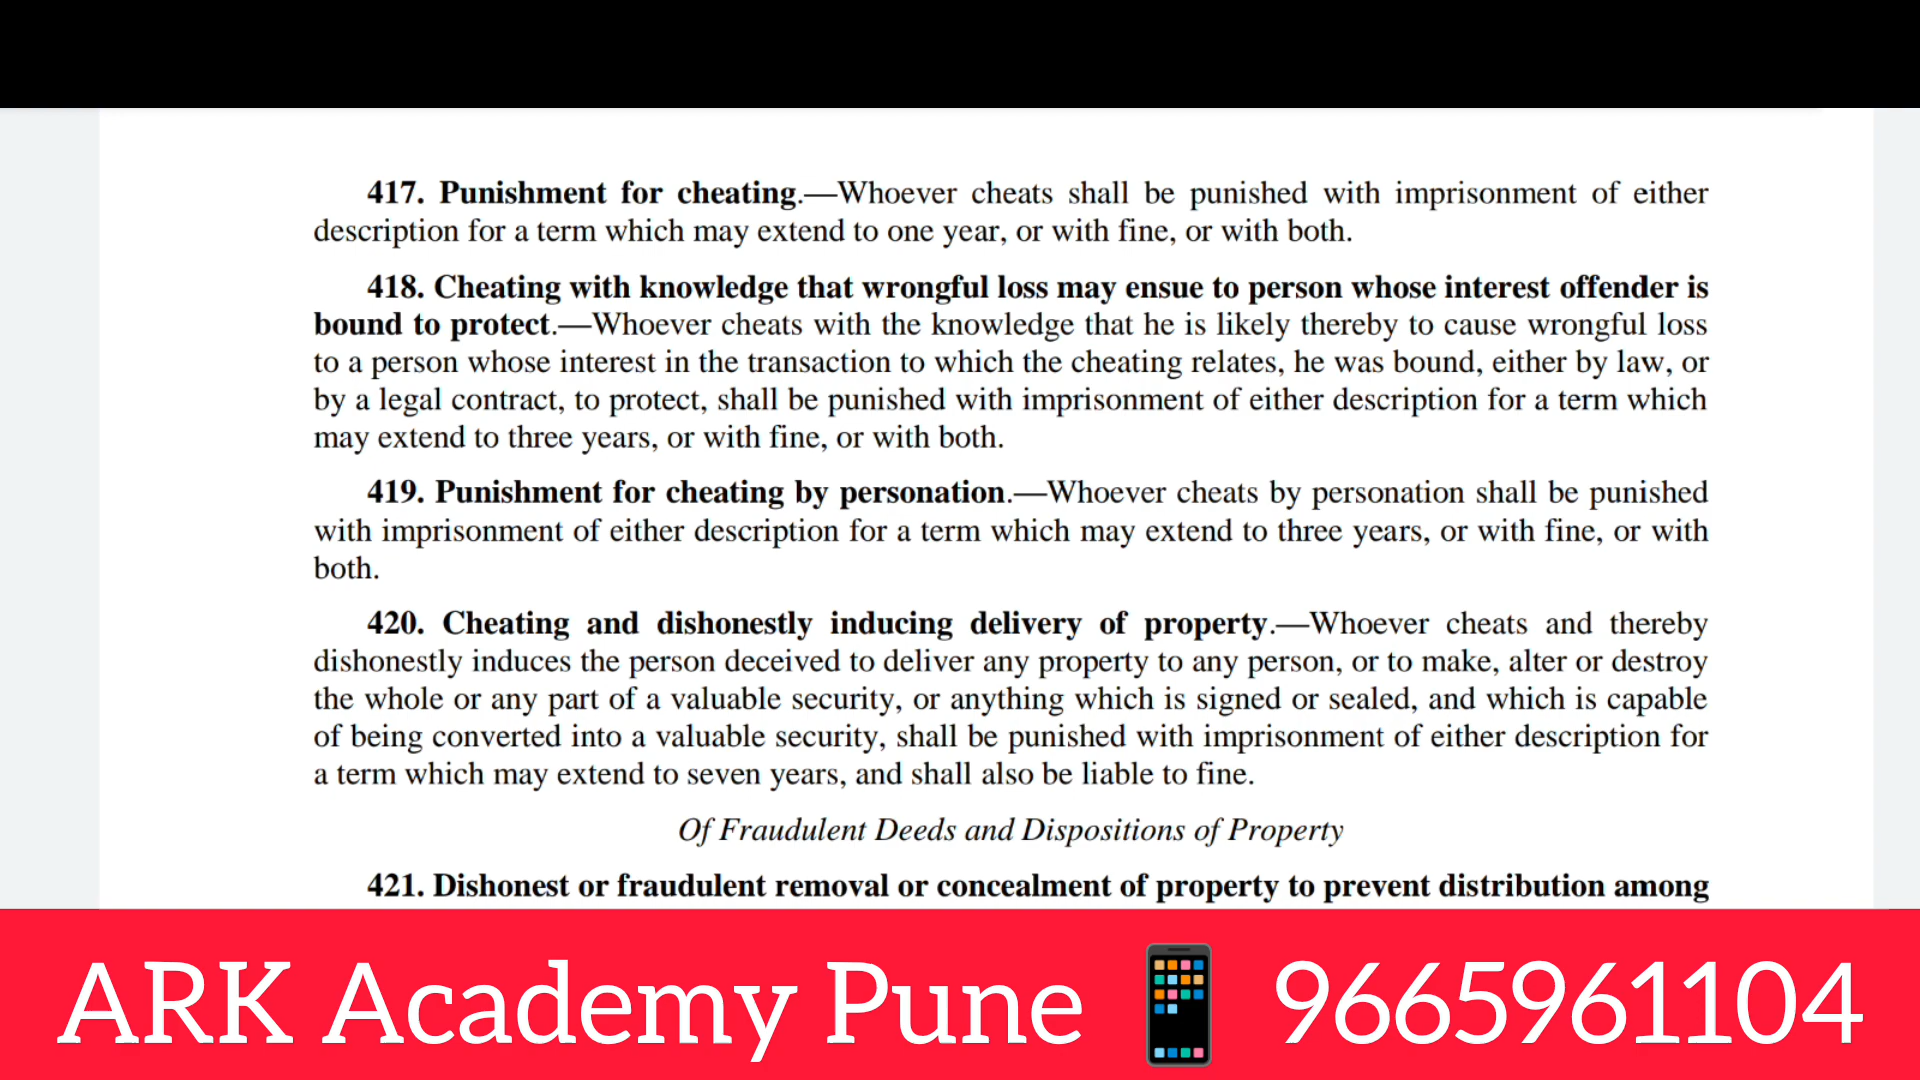 417. Punishment for cheating.—Whoever cheats shall be punished with imprisonment of either
description for a term which may extend to one year, or with fine, or with both.
418. Cheating with knowledge that wrongful loss may ensue to person whose interest offender is
bound to protect.—Whoever cheats with the knowledge that he is likely thereby to cause wrongful loss
to a person whose interest in the transaction to which the cheating relates, he was bound, either by law, or
by a legal contract, to protect, shall be punished with imprisonment of either description for a term which
may extend to three years, or with fine, or with both.
419. Punishment for cheating by personation.—Whoever cheats by personation shall be punished
with imprisonment of either description for a term which may extend to three years, or with fine, or with
both.
420. Cheating and dishonestly inducing delivery of property.—Whoever cheats and thereby
dishonestly induces the person deceived to deliver any property to any person, or to make, alter or destroy
the whole or any part of a valuable security, or anything which is signed or sealed, and which is capable
of being converted into a valuable security, shall be punished with imprisonment of either description for
a term which may extend to seven years, and shall also be liable to fine.
Of Fraudulent Deeds and Dispositions of Property
421. Dishonest or fraudulent removal or concealment of property to prevent distribution among
ARK Academy Pune 📱 9665961104